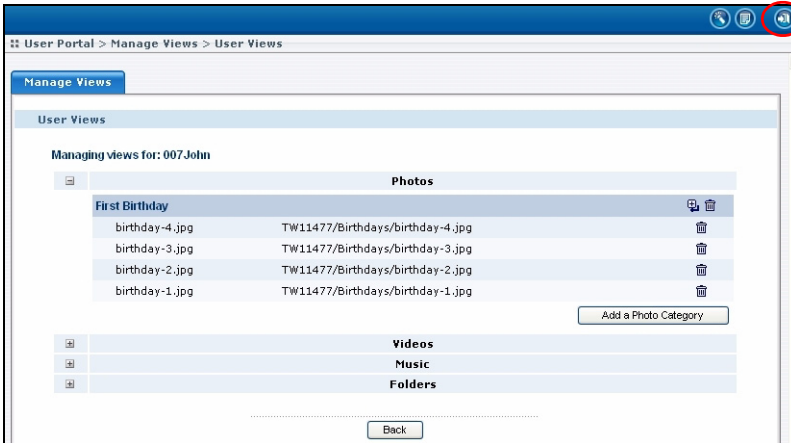 User Portal > Manage Views > User Views
Manage Views
User Views
Managing views for: 007John
Photos
First Birthday
birthday-4.jpg TW11477/Birthdays/birthday-4.jpg
birthday-3.jpg TW11477/Birthdays/birthday-3.jpg
birthday-2.jpg TW11477/Birthdays/birthday-2.jpg
birthday-1.jpg TW11477/Birthdays/birthday-1.jpg
Add a Photo Category
Videos
Music
Folders
Back